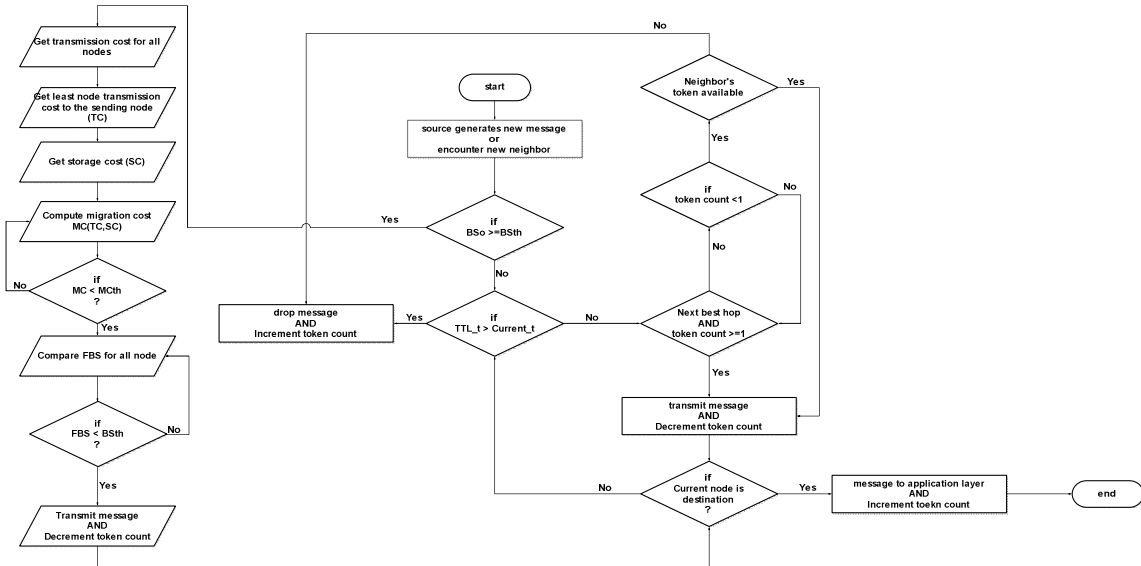 Get transmission cost for all
nodes
Get least node transmission
cost to the sending node
(TC)
Get storage cost (SC)
Compute migration cost
MC(TC,SC)
if
MC < MCth
?
No
Yes
Compare FBS for all node
if
FBS < BSth
?
No
Yes
Transmit message
AND
Decrement token count
start
source generates new message
or
encounter new neighbor
if
BSo >=BSth
Yes
No
if
TTL_t > Current_t
Yes
No
drop message
AND
Increment token count
No
Neighbor's
token available
Yes
Yes
if
token count <1
No
No
Next best hop
AND
token count >=1
Yes
transmit message
AND
Decrement token count
if
Current node is
destination
?
No
Yes
message to application layer
AND
Increment toekn count
end